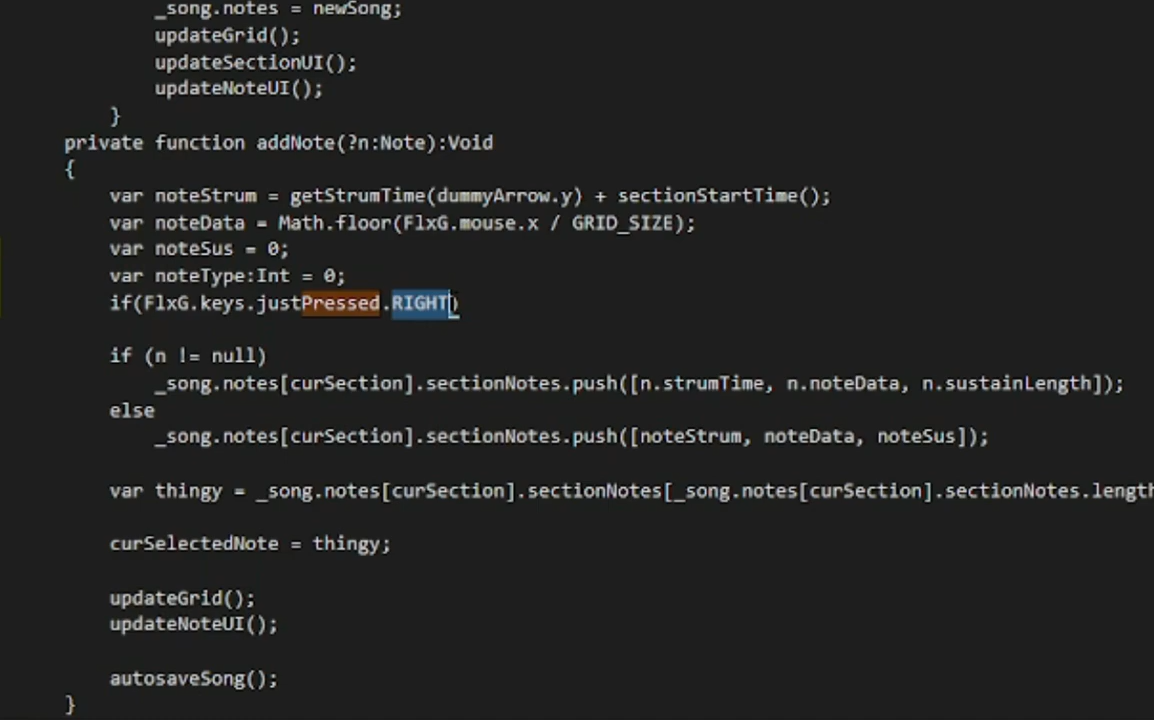 _song.notes = newSong;
updateGrid();
updateSectionUI();
updateNoteUI();
}
private function addNote(?n:Note):Void
{
var noteStrum = getStrumTime(dummyArrow.y) + sectionStartTime();
var noteData = Math.floor(FlxG.mouse.x / GRID_SIZE);
var noteSus = 0;
var noteType:Int = 0;
if(FlxG.keys.justPressed.RIGHT)
if (n != null)
_song.notes[curSection].sectionNotes.push([n.strumTime, n.noteData, n.sustainLength]);
else
_song.notes[curSection].sectionNotes.push([noteStrum, noteData, noteSus]);
var thingy = _song.notes[curSection].sectionNotes[_song.notes[curSection].sectionNotes.length
curSelectedNote = thingy;
updateGrid();
updateNoteUI();
autosaveSong();
}